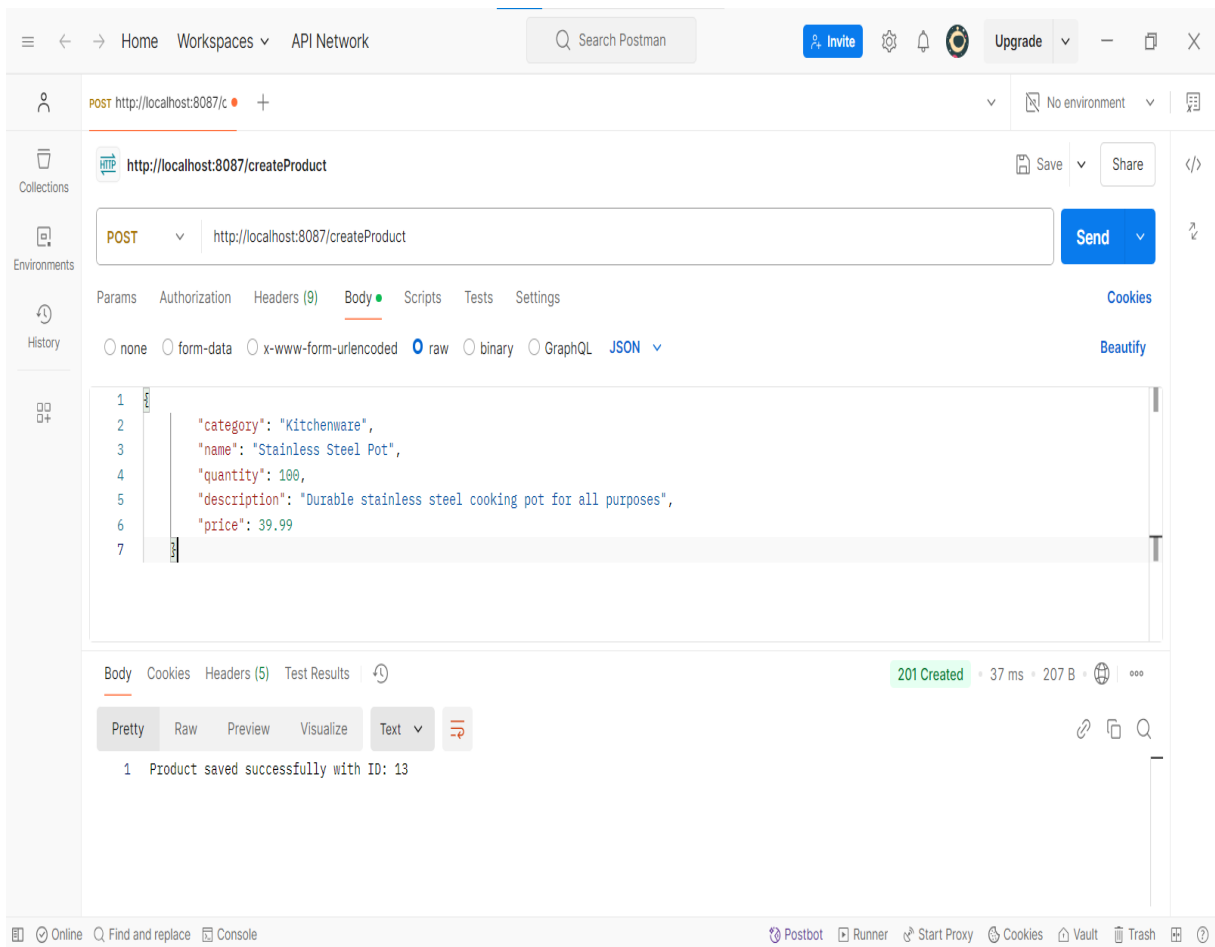 Home Workspaces API Network Search Postman Invite Upgrade
POST http://localhost:8087/c No environment
HTTP http://localhost:8087/createProduct Save Share
Collections
POST http://localhost:8087/createProduct Send
Environments
Params Authorization Headers (9) Body Scripts Tests Settings Cookies
History
none form-data x-www-form-urlencoded raw binary GraphQL JSON Beautify
1 {
2 "category": "Kitchenware",
3 "name": "Stainless Steel Pot",
4 "quantity": 100,
5 "description": "Durable stainless steel cooking pot for all purposes",
6 "price": 39.99
7 }
Body Cookies Headers (5) Test Results 201 Created 37 ms 207 B
Pretty Raw Preview Visualize Text
1 Product saved successfully with ID: 13
Online Find and replace Console Postbot Runner Start Proxy Cookies Vault Trash